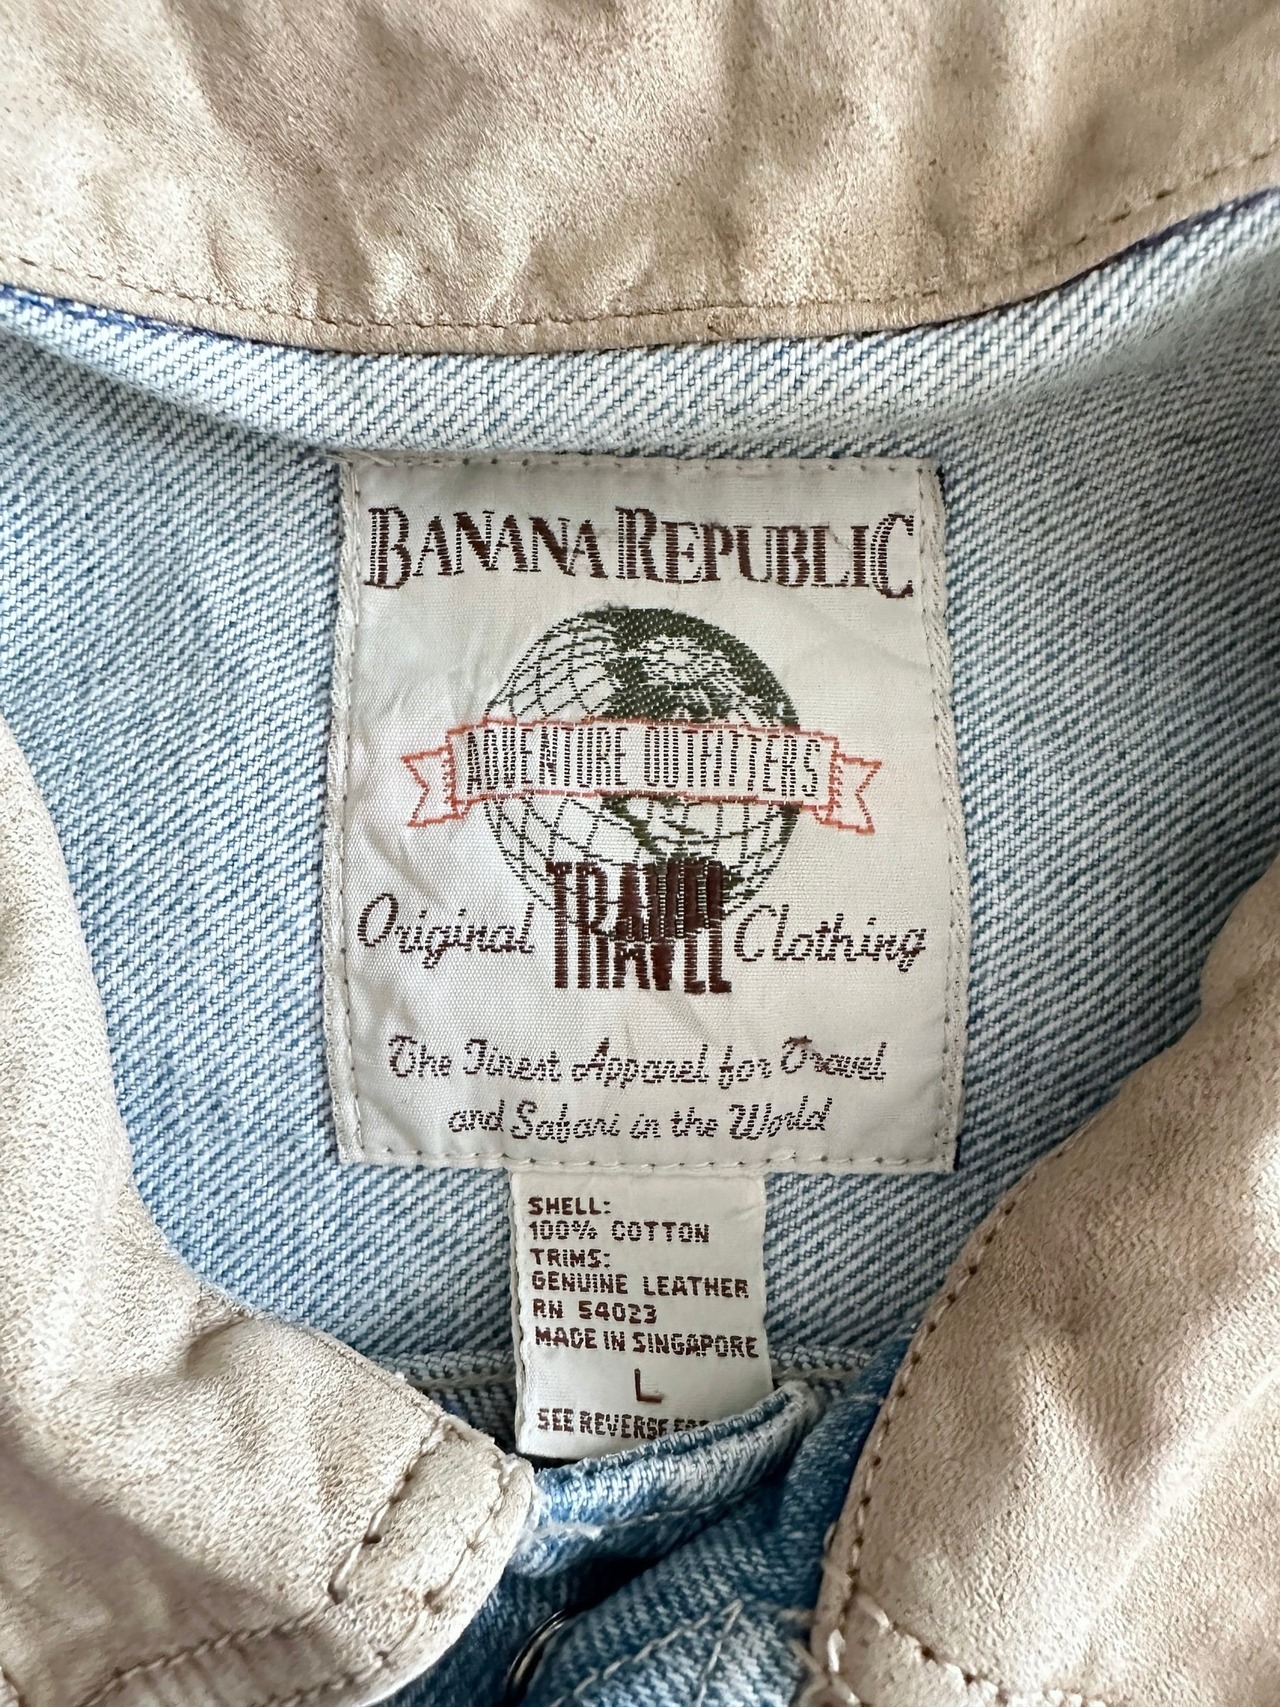 BANANA REPUBLIC
ADVENTURE OUTFITTERS
Original TRAVEL Clothing
The Finest Apparel for Travel
and Safari in the World
SHELL:
100% COTTON
TRIMS:
GENUINE LEATHER
RN 54023
MADE IN SINGAPORE
L
SEE REVERSE